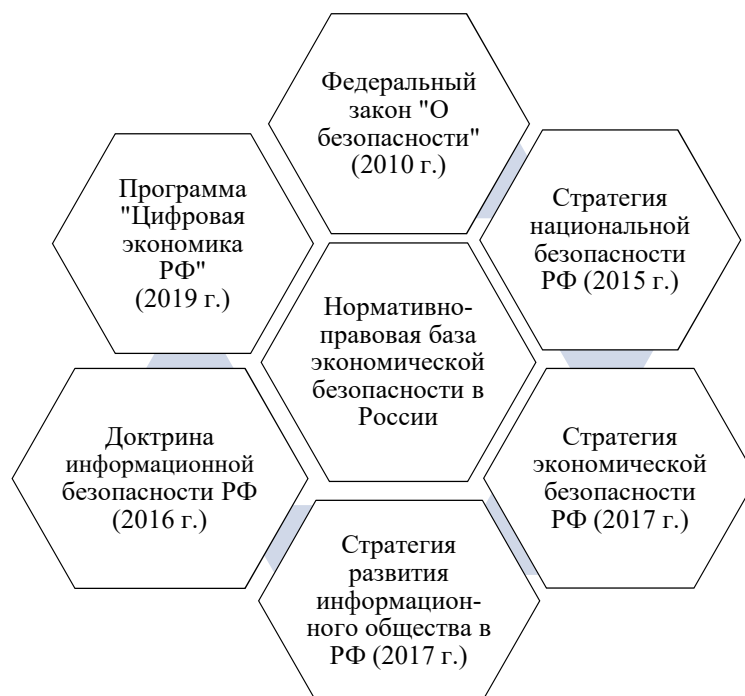 Федеральный
закон "О
безопасности"
(2010 г.)
Программа
"Цифровая
экономика
РФ"
(2019 г.)
Стратегия
национальной
безопасности
РФ (2015 г.)
Нормативно-
правовая база
экономической
безопасности в
России
Доктрина
информационной
безопасности РФ
(2016 г.)
Стратегия
экономической
безопасности
РФ (2017 г.)
Стратегия
развития
информацион-
ного общества в
РФ (2017 г.)